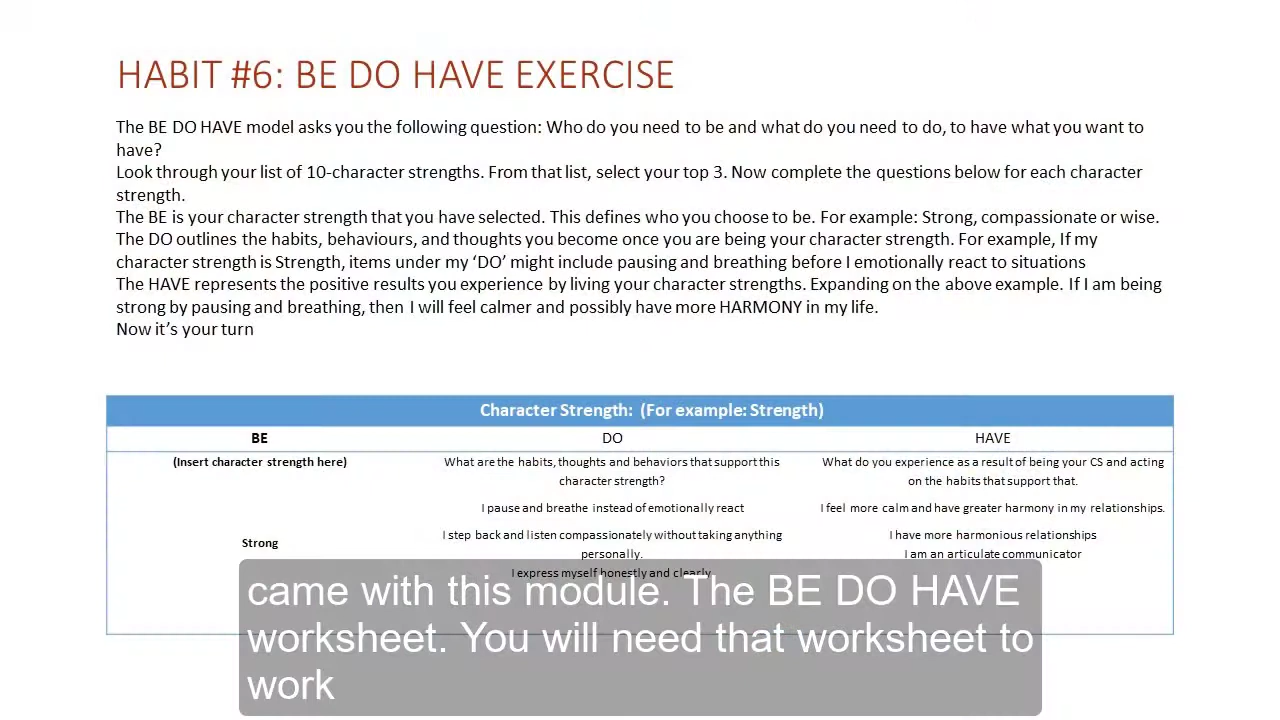 HABIT #6: BE DO HAVE EXERCISE
The BE DO HAVE model asks you the following question: Who do you need to be and what do you need to do, to have what you want to
have?
Look through your list of 10-character strengths. From that list, select your top 3. Now complete the questions below for each character
strength.
The BE is your character strength that you have selected. This defines who you choose to be. For example: Strong, compassionate or wise.
The DO outlines the habits, behaviours, and thoughts you become once you are being your character strength. For example, If my
character strength is Strength, items under my ‘DO’ might include pausing and breathing before I emotionally react to situations
The HAVE represents the positive results you experience by living your character strengths. Expanding on the above example. If I am being
strong by pausing and breathing, then I will feel calmer and possibly have more HARMONY in my life.
Now it’s your turn
Character Strength: (For example: Strength)
BE DO HAVE
(Insert character strength here) What are the habits, thoughts and behaviors that support this What do you experience as a result of being your CS and acting
character strength? on the habits that support that.
I pause and breathe instead of emotionally react I feel more calm and have greater harmony in my relationships.
I step back and listen compassionately without taking anything I have more harmonious relationships
Strong
personally. I am an articulate communicator
I express myself honestly and clearly
came with this module. The BE DO HAVE
worksheet. You will need that worksheet to
work